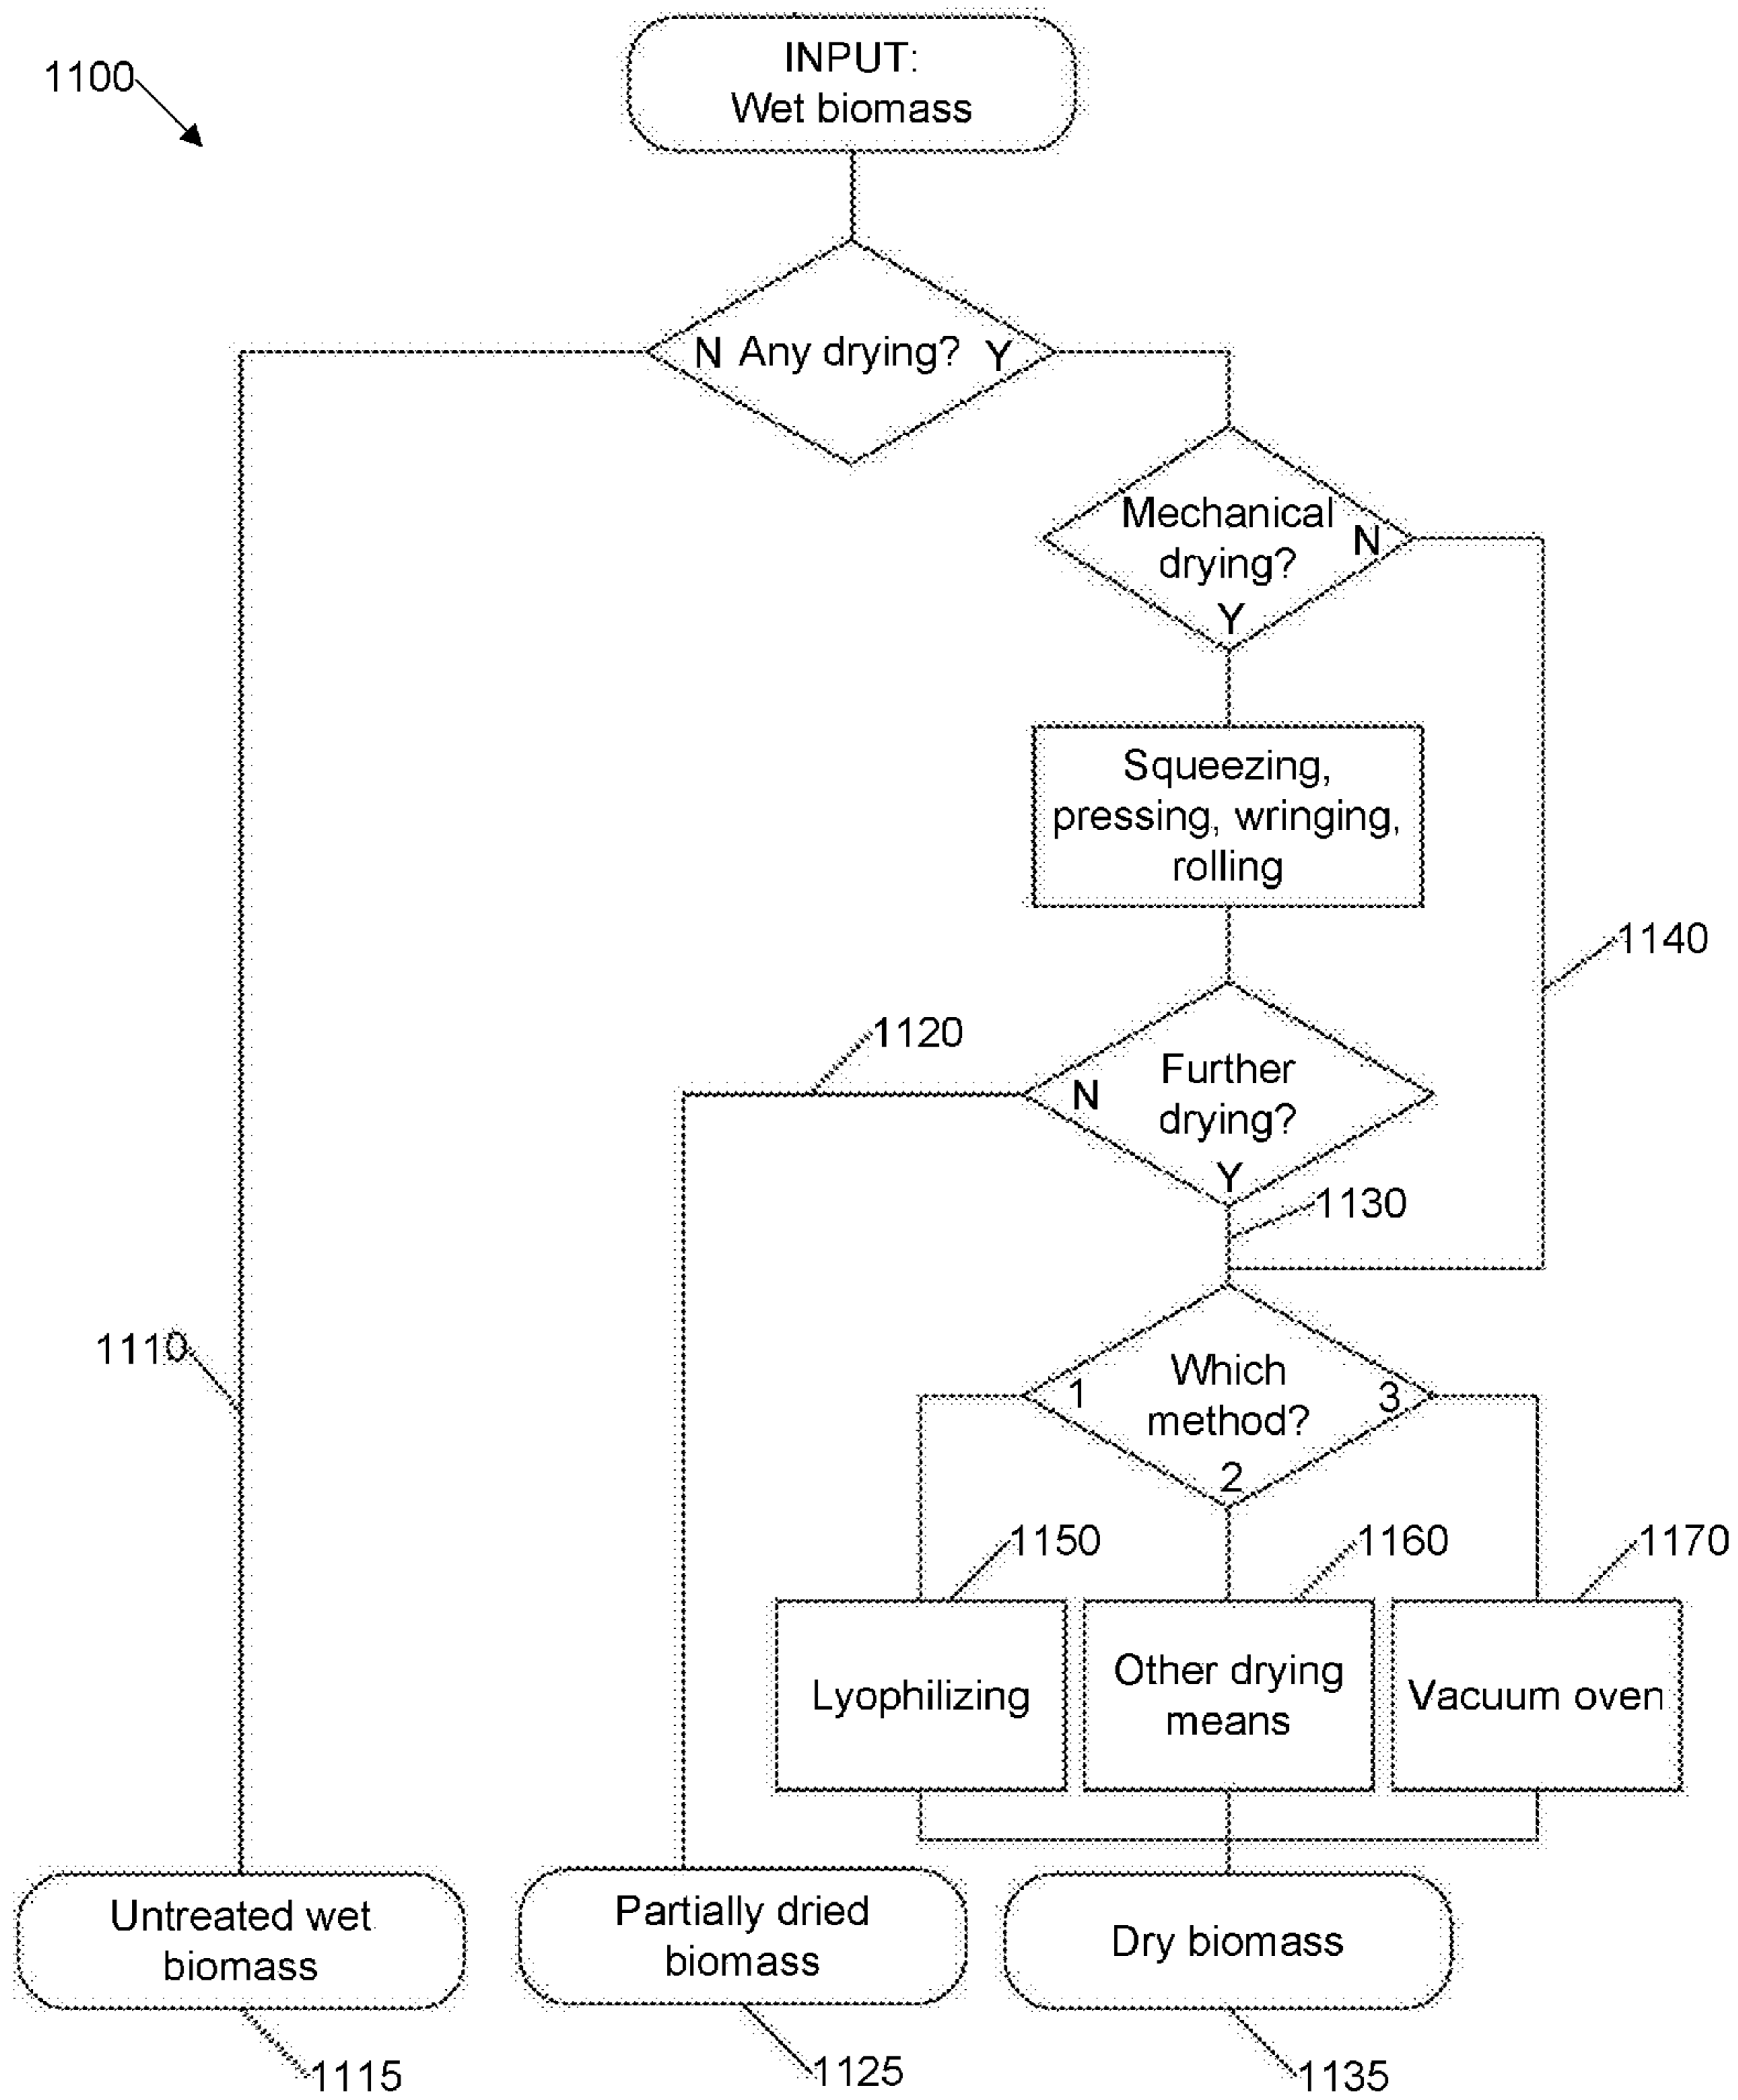 1100
INPUT:
Wet biomass
N Any drying? Y
Mechanical
drying?
N
Y
Squeezing,
pressing, wringing,
rolling
1140
1120
Further
drying?
N
Y
1130
1110
Which
method?
1
3
2
1150
1160
1170
Lyophilizing
Other drying
means
Vacuum oven
Untreated wet
biomass
Partially dried
biomass
Dry biomass
1115
1125
1135